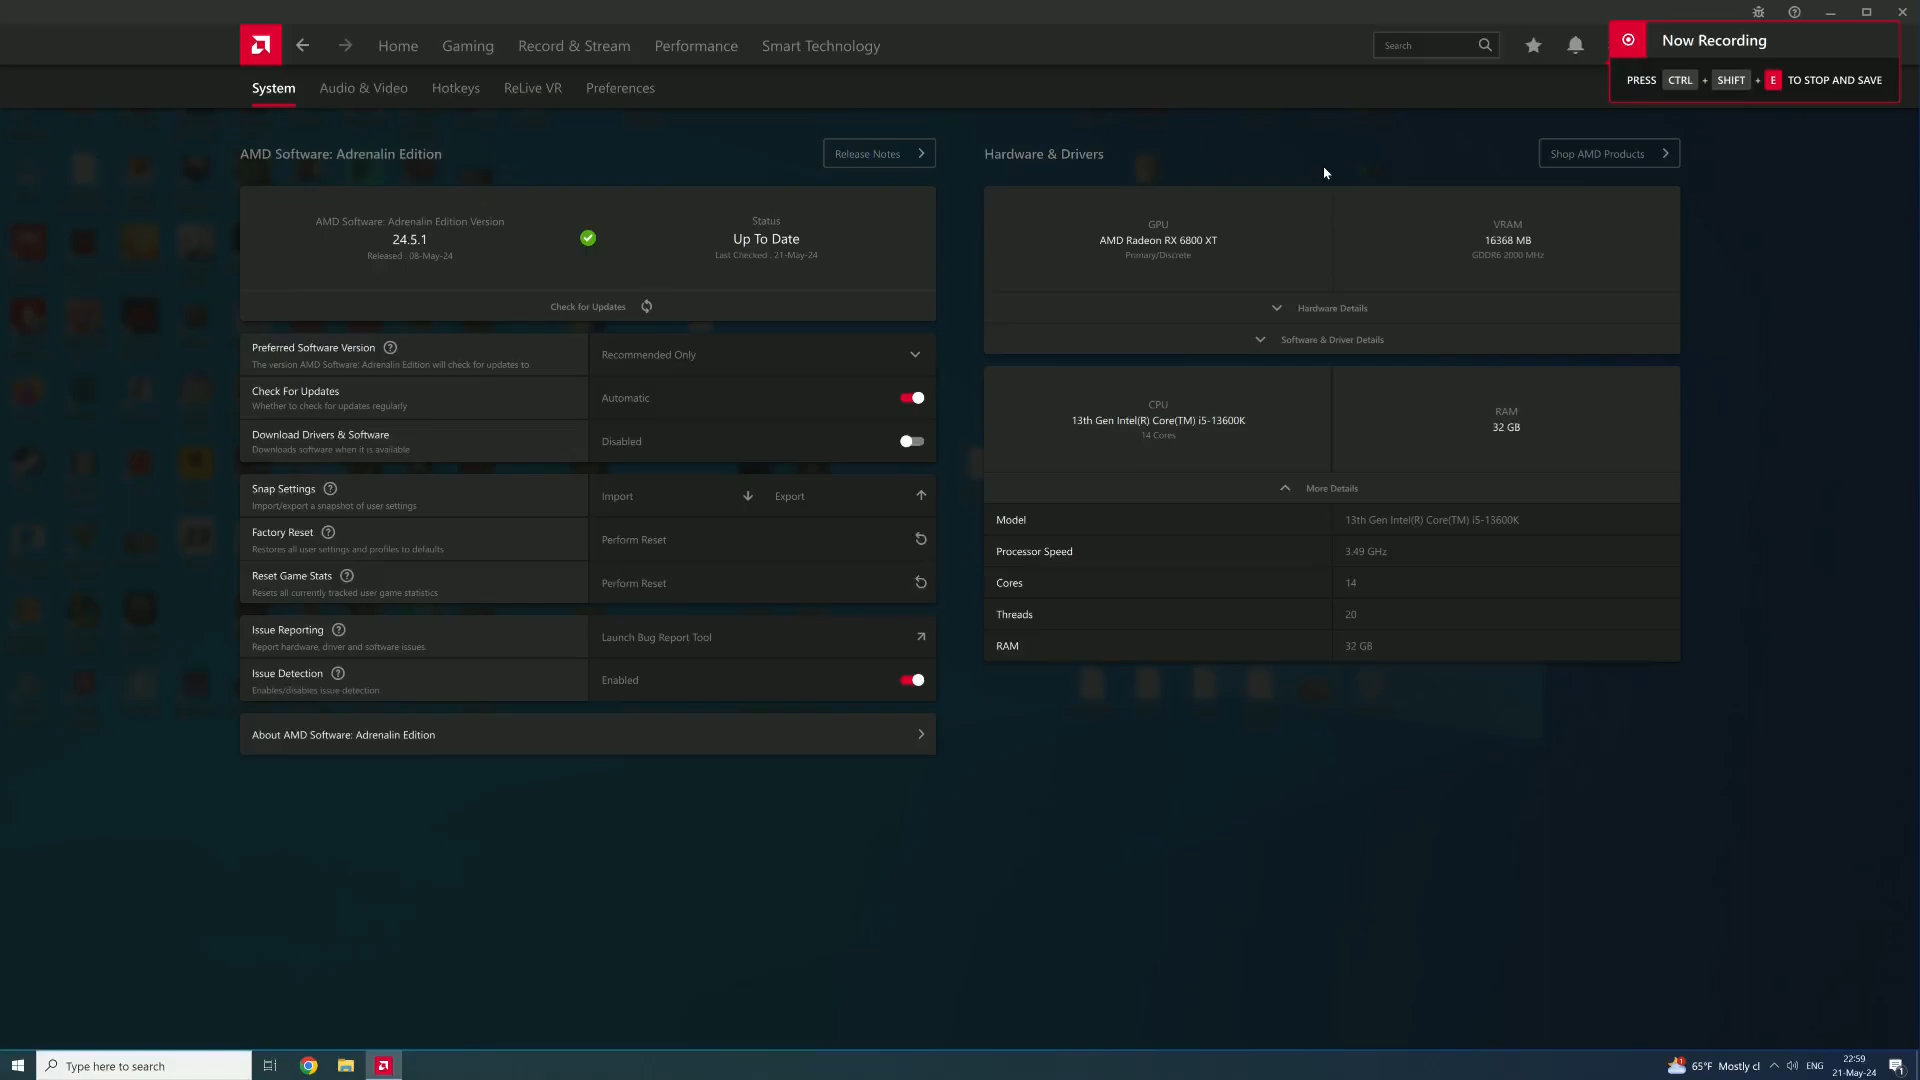 Home
Gaming
Record & Stream
Performance
Smart Technology
Search
Now Recording
PRESS CTRL + SHIFT + E TO STOP AND SAVE
System
Audio & Video
Hotkeys
ReLive VR
Preferences
AMD Software: Adrenalin Edition
Release Notes
AMD Software: Adrenalin Edition Version
24.5.1
Released : 08-May-24
Status
Up To Date
Last Checked : 21-May-24
Check for Updates
Preferred Software Version
The version AMD Software: Adrenalin Edition will check for updates to
Recommended Only
Check For Updates
Whether to check for updates regularly
Automatic
Download Drivers & Software
Downloads software when it is available
Disabled
Snap Settings
Import/export a snapshot of user settings
Import
Export
Factory Reset
Restores all user settings and profiles to defaults
Perform Reset
Reset Game Stats
Resets all currently tracked user game statistics
Perform Reset
Issue Reporting
Report hardware, driver and software issues.
Launch Bug Report Tool
Issue Detection
Enables/disables issue detection.
Enabled
About AMD Software: Adrenalin Edition
Hardware & Drivers
Shop AMD Products
GPU
AMD Radeon RX 6800 XT
Primary/Discrete
VRAM
16368 MB
GDDR6 2000 MHz
Hardware Details
Software & Driver Details
CPU
13th Gen Intel(R) Core(TM) i5-13600K
14 Cores
RAM
32 GB
More Details
Model
13th Gen Intel(R) Core(TM) i5-13600K
Processor Speed
3.49 GHz
Cores
14
Threads
20
RAM
32 GB
Type here to search
1
65°F Mostly cl
ENG
22:59
21-May-24
1